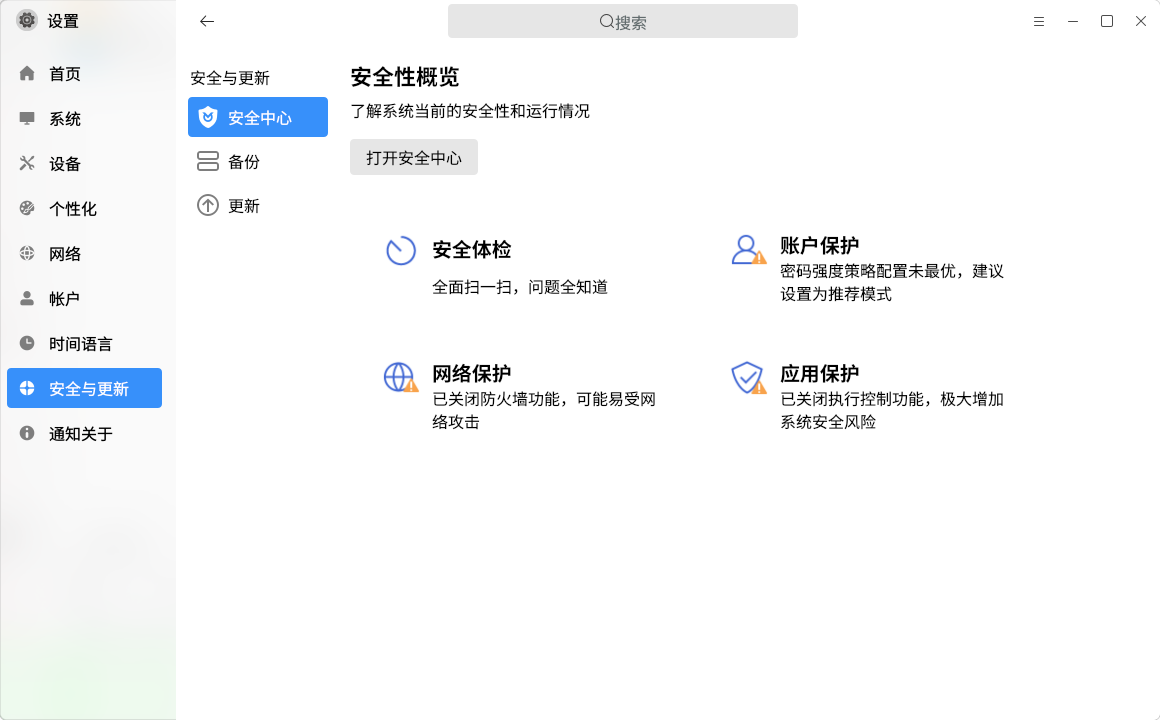 设置
搜索
首页
系统
设备
个性化
网络
帐户
时间语言
安全与更新
通知关于
安全与更新
安全中心
备份
更新
安全性概览
了解系统当前的安全性和运行情况
打开安全中心
安全体检
全面扫一扫，问题全知道
账户保护
密码强度策略配置未最优，建议
设置为推荐模式
网络保护
已关闭防火墙功能，可能易受网
络攻击
应用保护
已关闭执行控制功能，极大增加
系统安全风险